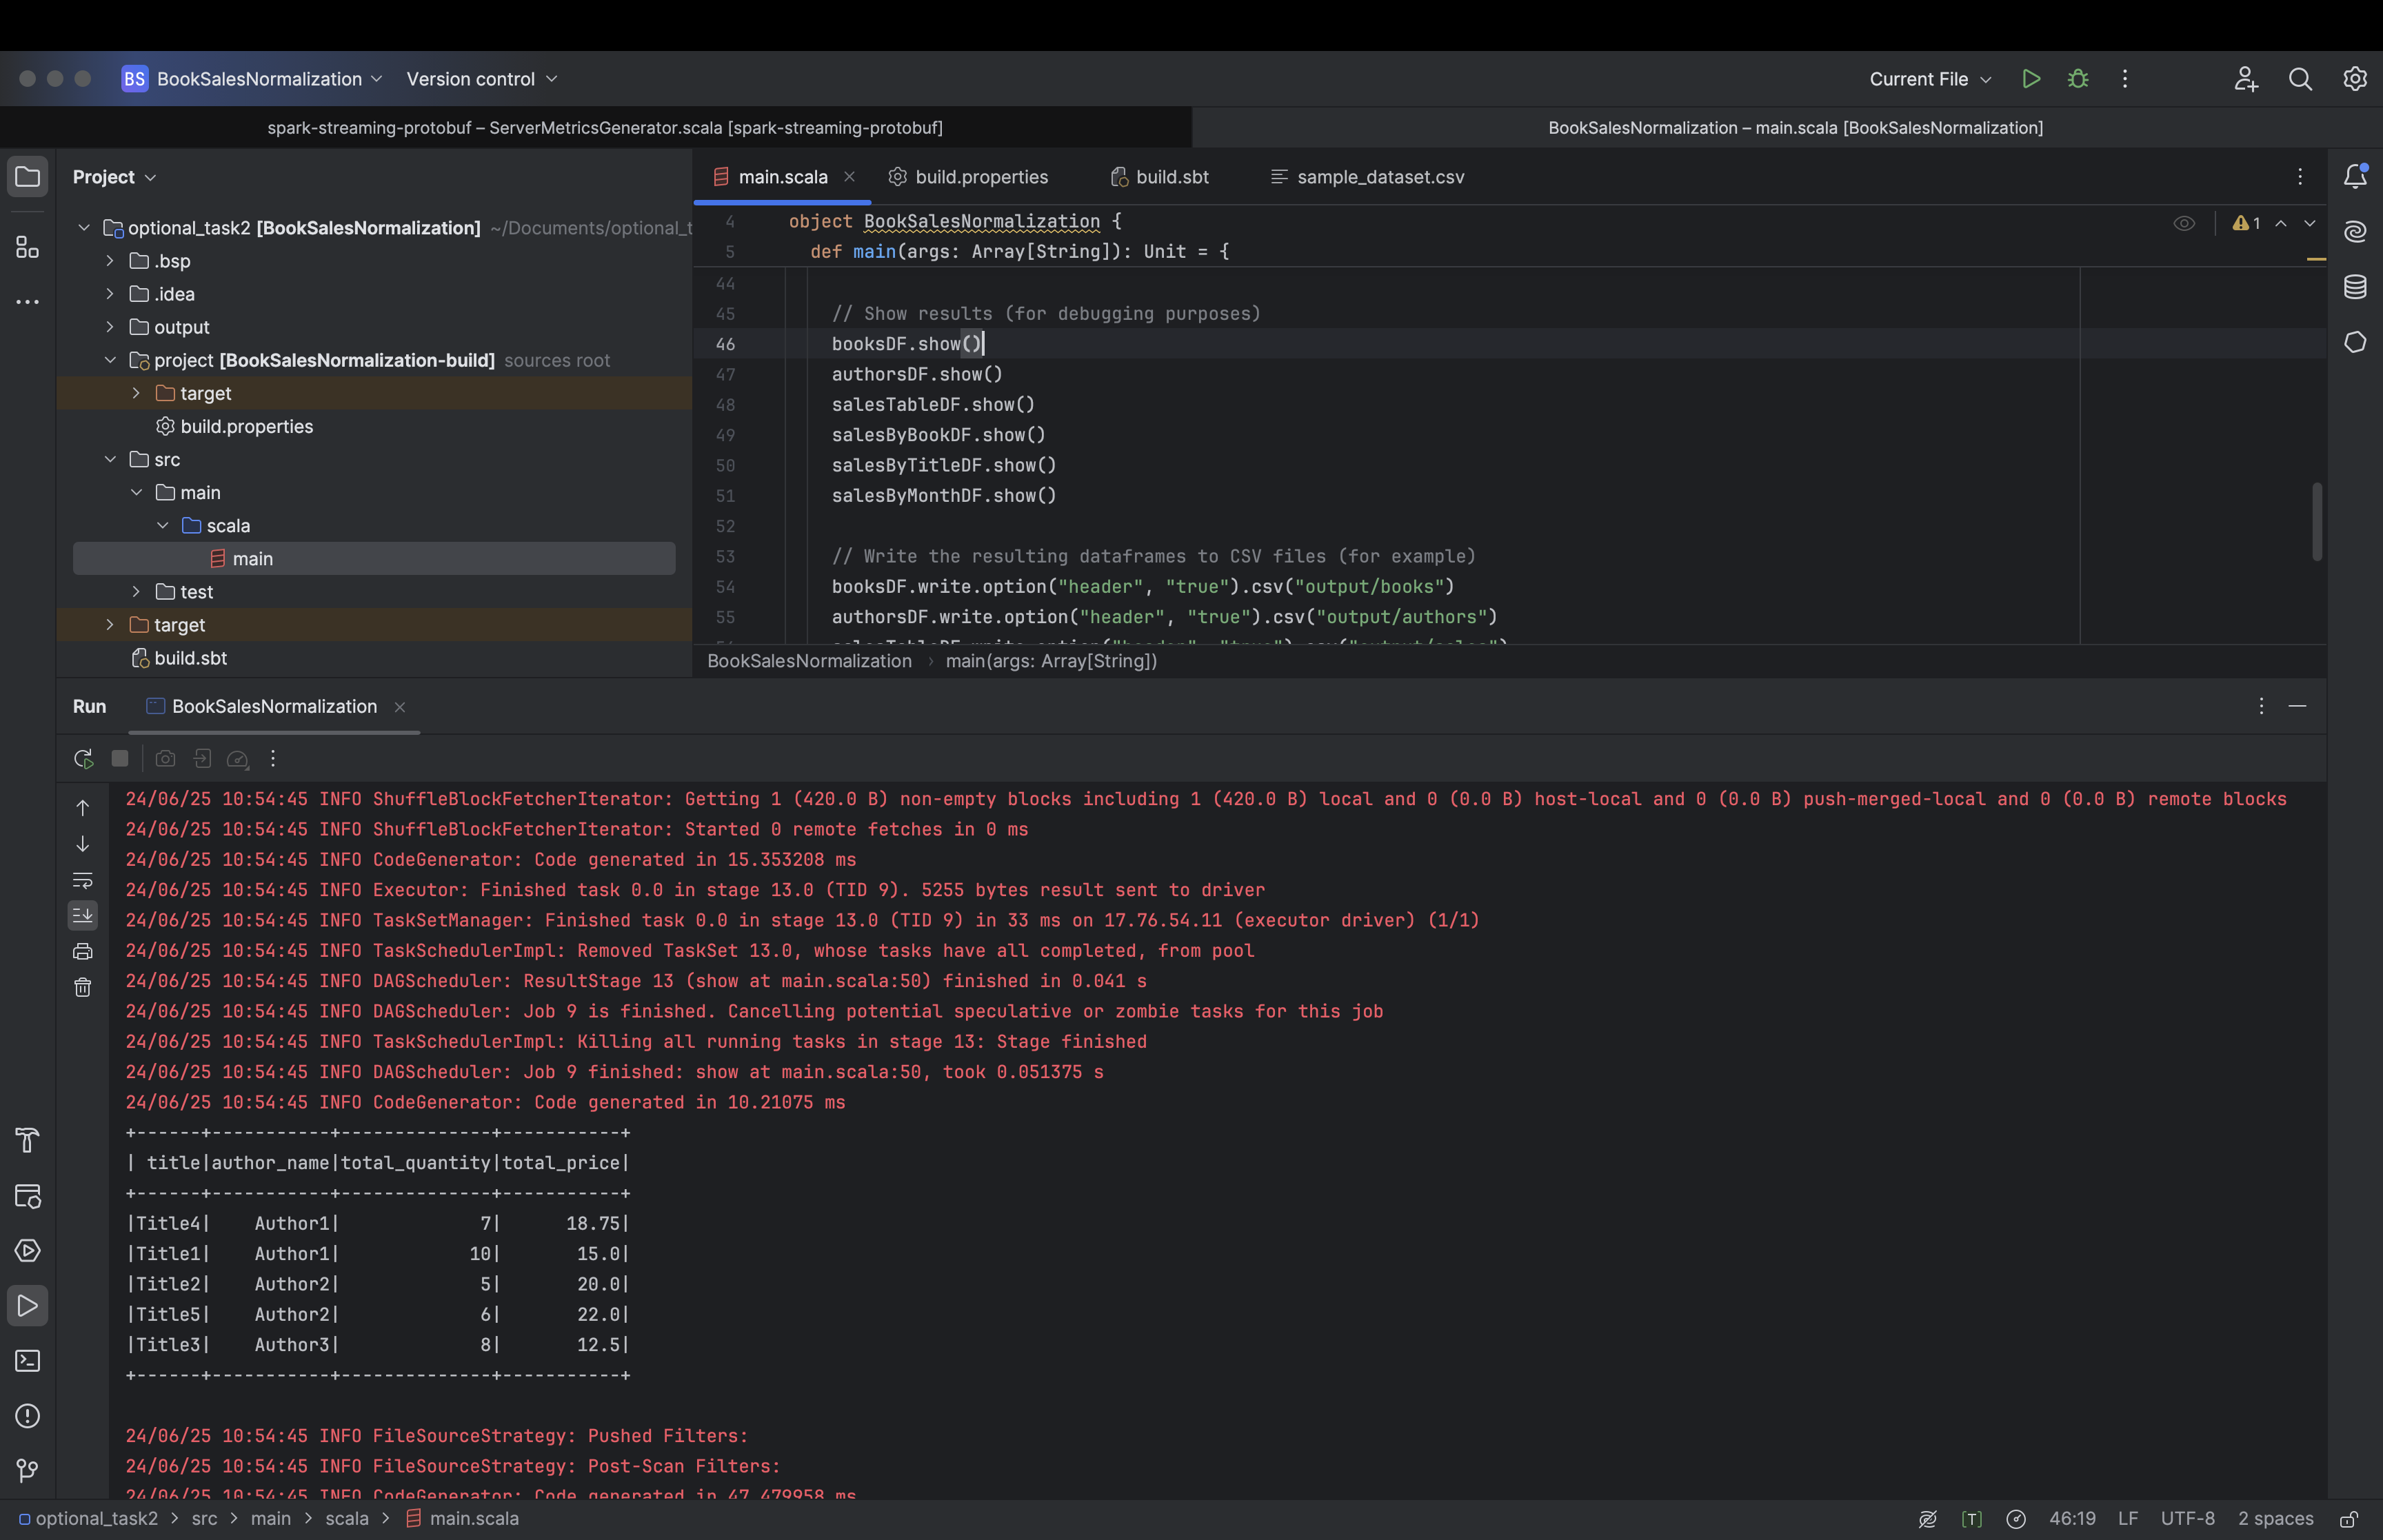 BS BookSalesNormalization Version control Current File
spark-streaming-protobuf – ServerMetricsGenerator.scala [spark-streaming-protobuf] BookSalesNormalization – main.scala [BookSalesNormalization]
Project
optional_task2 [BookSalesNormalization] ~/Documents/optional_t
.bsp
.idea
output
project [BookSalesNormalization-build] sources root
target
build.properties
src
main
scala
main
test
target
build.sbt
main.scala build.properties build.sbt sample_dataset.csv
4 object BookSalesNormalization {
1
5 def main(args: Array[String]): Unit = {
44
45 // Show results (for debugging purposes)
46 booksDF.show()
47 authorsDF.show()
48 salesTableDF.show()
49 salesByBookDF.show()
50 salesByTitleDF.show()
51 salesByMonthDF.show()
52
53 // Write the resulting dataframes to CSV files (for example)
54 booksDF.write.option("header", "true").csv("output/books")
55 authorsDF.write.option("header", "true").csv("output/authors")
salesTableDF.write.option("header", "true").csv("output/sales")
BookSalesNormalization › main(args: Array[String])
Run BookSalesNormalization
24/06/25 10:54:45 INFO ShuffleBlockFetcherIterator: Getting 1 (420.0 B) non-empty blocks including 1 (420.0 B) local and 0 (0.0 B) host-local and 0 (0.0 B) push-merged-local and 0 (0.0 B) remote blocks
24/06/25 10:54:45 INFO ShuffleBlockFetcherIterator: Started 0 remote fetches in 0 ms
24/06/25 10:54:45 INFO CodeGenerator: Code generated in 15.353208 ms
24/06/25 10:54:45 INFO Executor: Finished task 0.0 in stage 13.0 (TID 9). 5255 bytes result sent to driver
24/06/25 10:54:45 INFO TaskSetManager: Finished task 0.0 in stage 13.0 (TID 9) in 33 ms on 17.76.54.11 (executor driver) (1/1)
24/06/25 10:54:45 INFO TaskSchedulerImpl: Removed TaskSet 13.0, whose tasks have all completed, from pool
24/06/25 10:54:45 INFO DAGScheduler: ResultStage 13 (show at main.scala:50) finished in 0.041 s
24/06/25 10:54:45 INFO DAGScheduler: Job 9 is finished. Cancelling potential speculative or zombie tasks for this job
24/06/25 10:54:45 INFO TaskSchedulerImpl: Killing all running tasks in stage 13: Stage finished
24/06/25 10:54:45 INFO DAGScheduler: Job 9 finished: show at main.scala:50, took 0.051375 s
24/06/25 10:54:45 INFO CodeGenerator: Code generated in 10.21075 ms
+------+-----------+--------------+-----------+
| title|author_name|total_quantity|total_price|
+------+-----------+--------------+-----------+
|Title4|    Author1|             7|      18.75|
|Title1|    Author1|            10|       15.0|
|Title2|    Author2|             5|       20.0|
|Title5|    Author2|             6|       22.0|
|Title3|    Author3|             8|       12.5|
+------+-----------+--------------+-----------+
24/06/25 10:54:45 INFO FileSourceStrategy: Pushed Filters:
24/06/25 10:54:45 INFO FileSourceStrategy: Post-Scan Filters:
24/06/25 10:54:45 INFO CodeGenerator: Code generated in 47.479958 ms
optional_task2 > src > main > scala > main.scala [T] 46:19 LF UTF-8 2 spaces